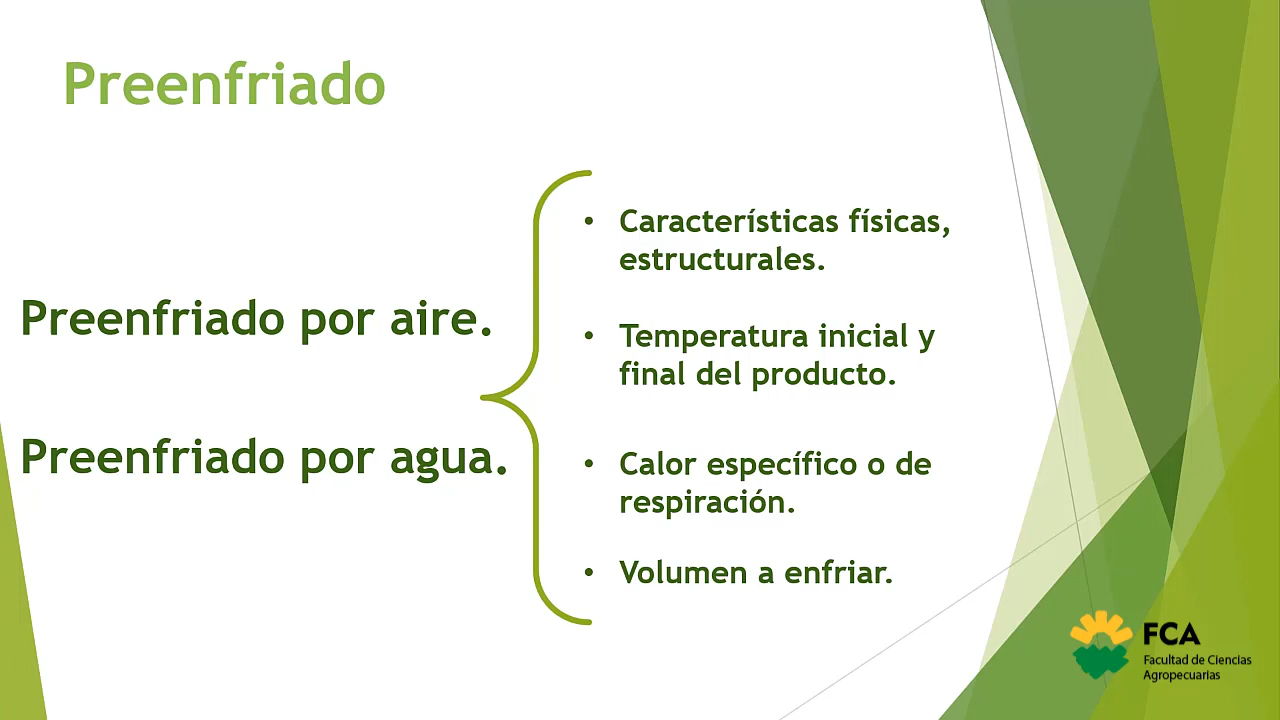 Preenfriado
Preenfriado por aire.
Preenfriado por agua.
• Características físicas,
estructurales.
• Temperatura inicial y
final del producto.
• Calor específico o de
respiración.
• Volumen a enfriar.
FCA
Facultad de Ciencias
Agropecuarias